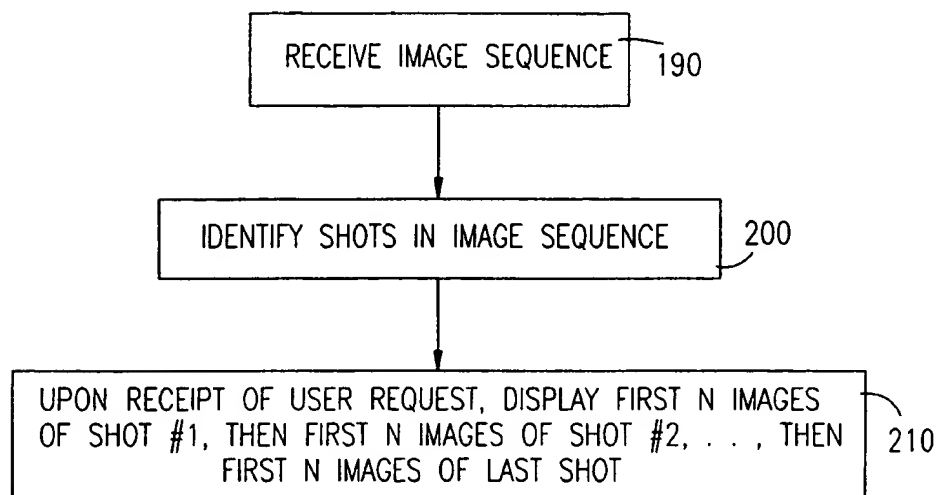 RECEIVE IMAGE SEQUENCE
190
IDENTIFY SHOTS IN IMAGE SEQUENCE
200
UPON RECEIPT OF USER REQUEST, DISPLAY FIRST N IMAGES
OF SHOT #1, THEN FIRST N IMAGES OF SHOT #2, . . . , THEN
FIRST N IMAGES OF LAST SHOT
210